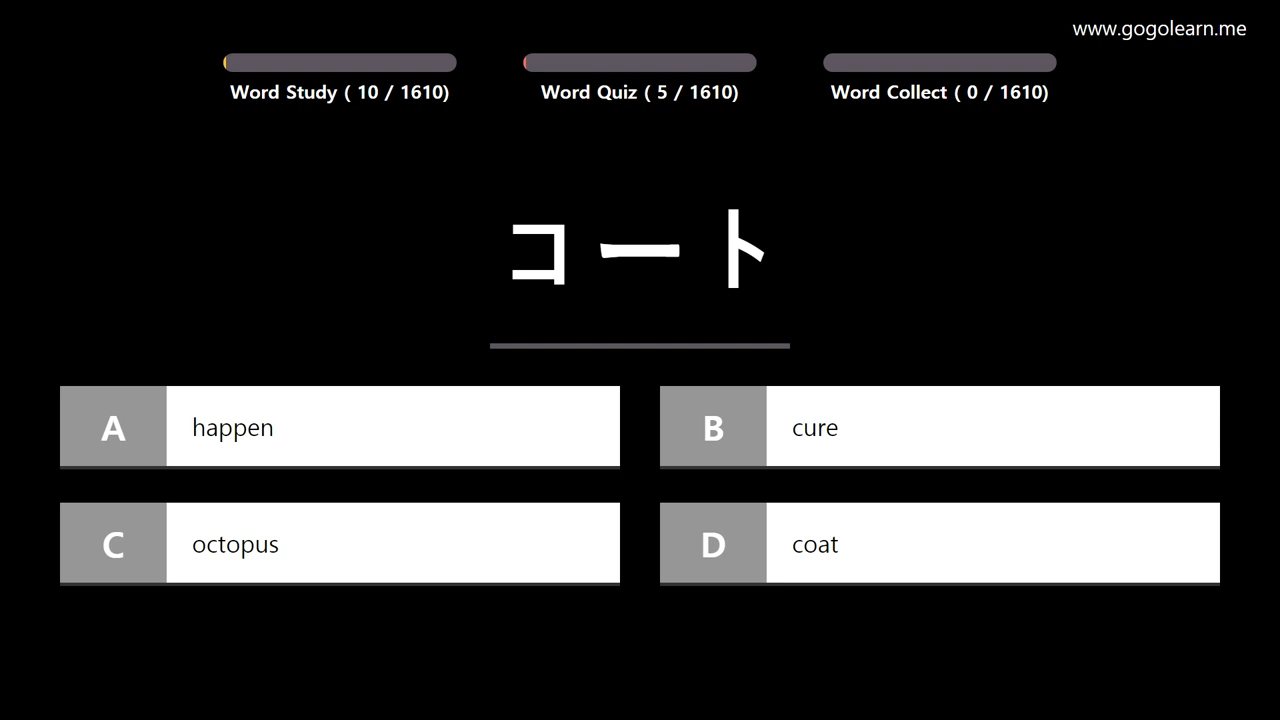 www.gogolearn.me
Word Study ( 10 / 1610)
Word Quiz ( 5 / 1610)
Word Collect ( 0 / 1610)
コート
A happen
B cure
C octopus
D coat